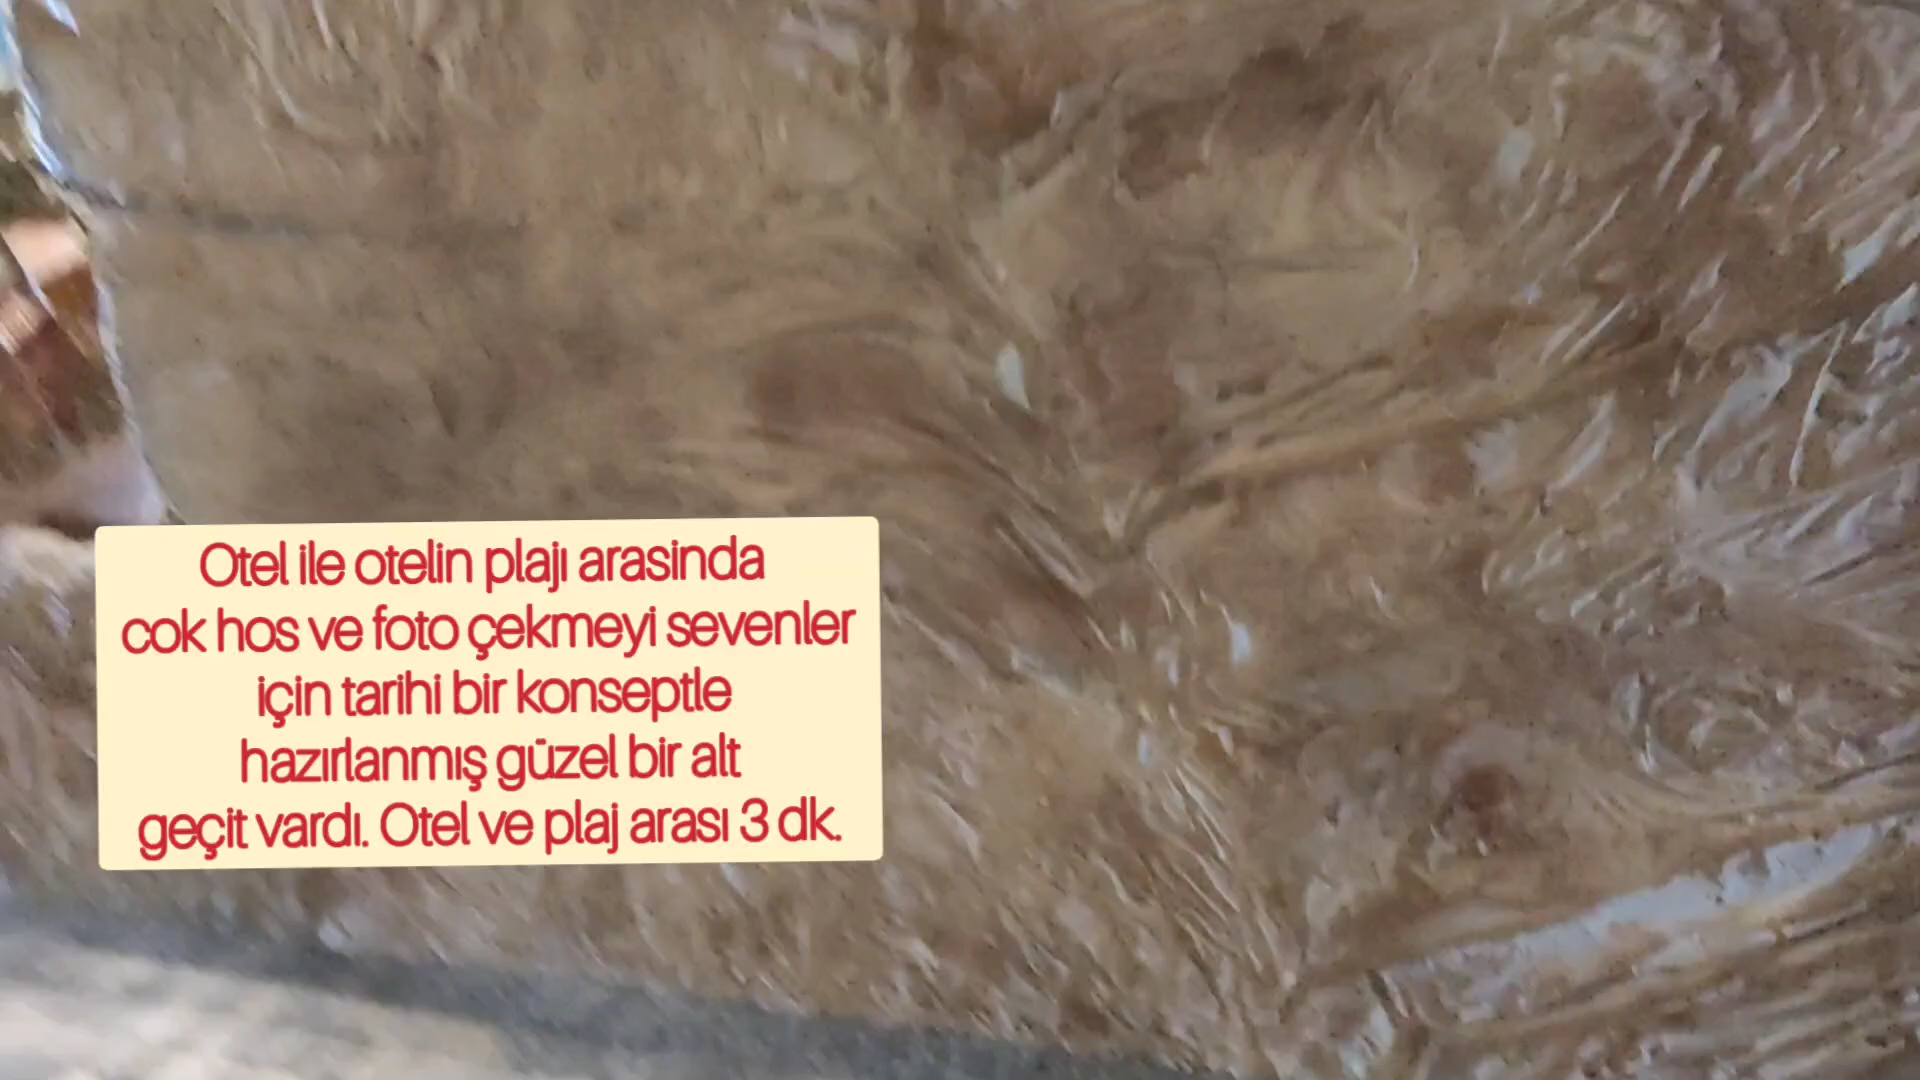 Otel ile otelin plajı arasinda
cok hos ve foto çekmeyi sevenler
için tarihi bir konseptle
hazırlanmış güzel bir alt
geçit vardı. Otel ve plaj arası 3 dk.